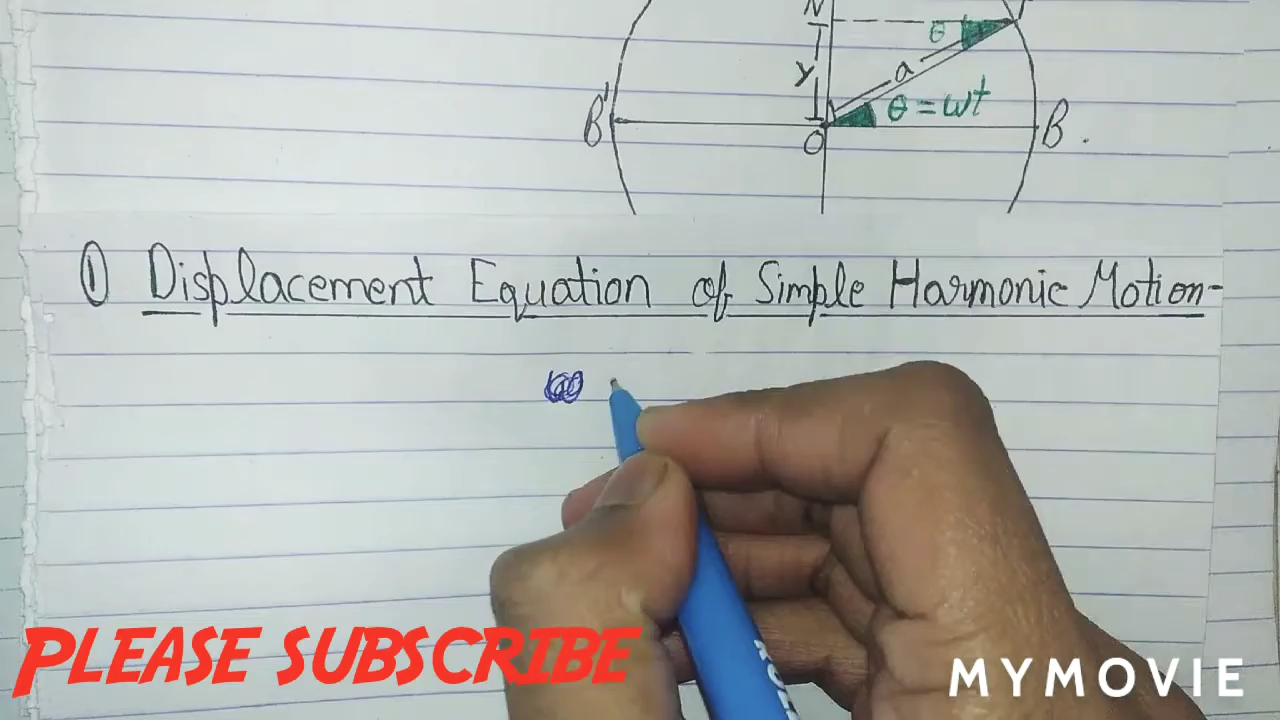 N
θ
y a
θ = ωt
B' B .
O
① Displacement Equation of Simple Harmonic Motion-
PLEASE SUBSCRIBE
MYMOVIE